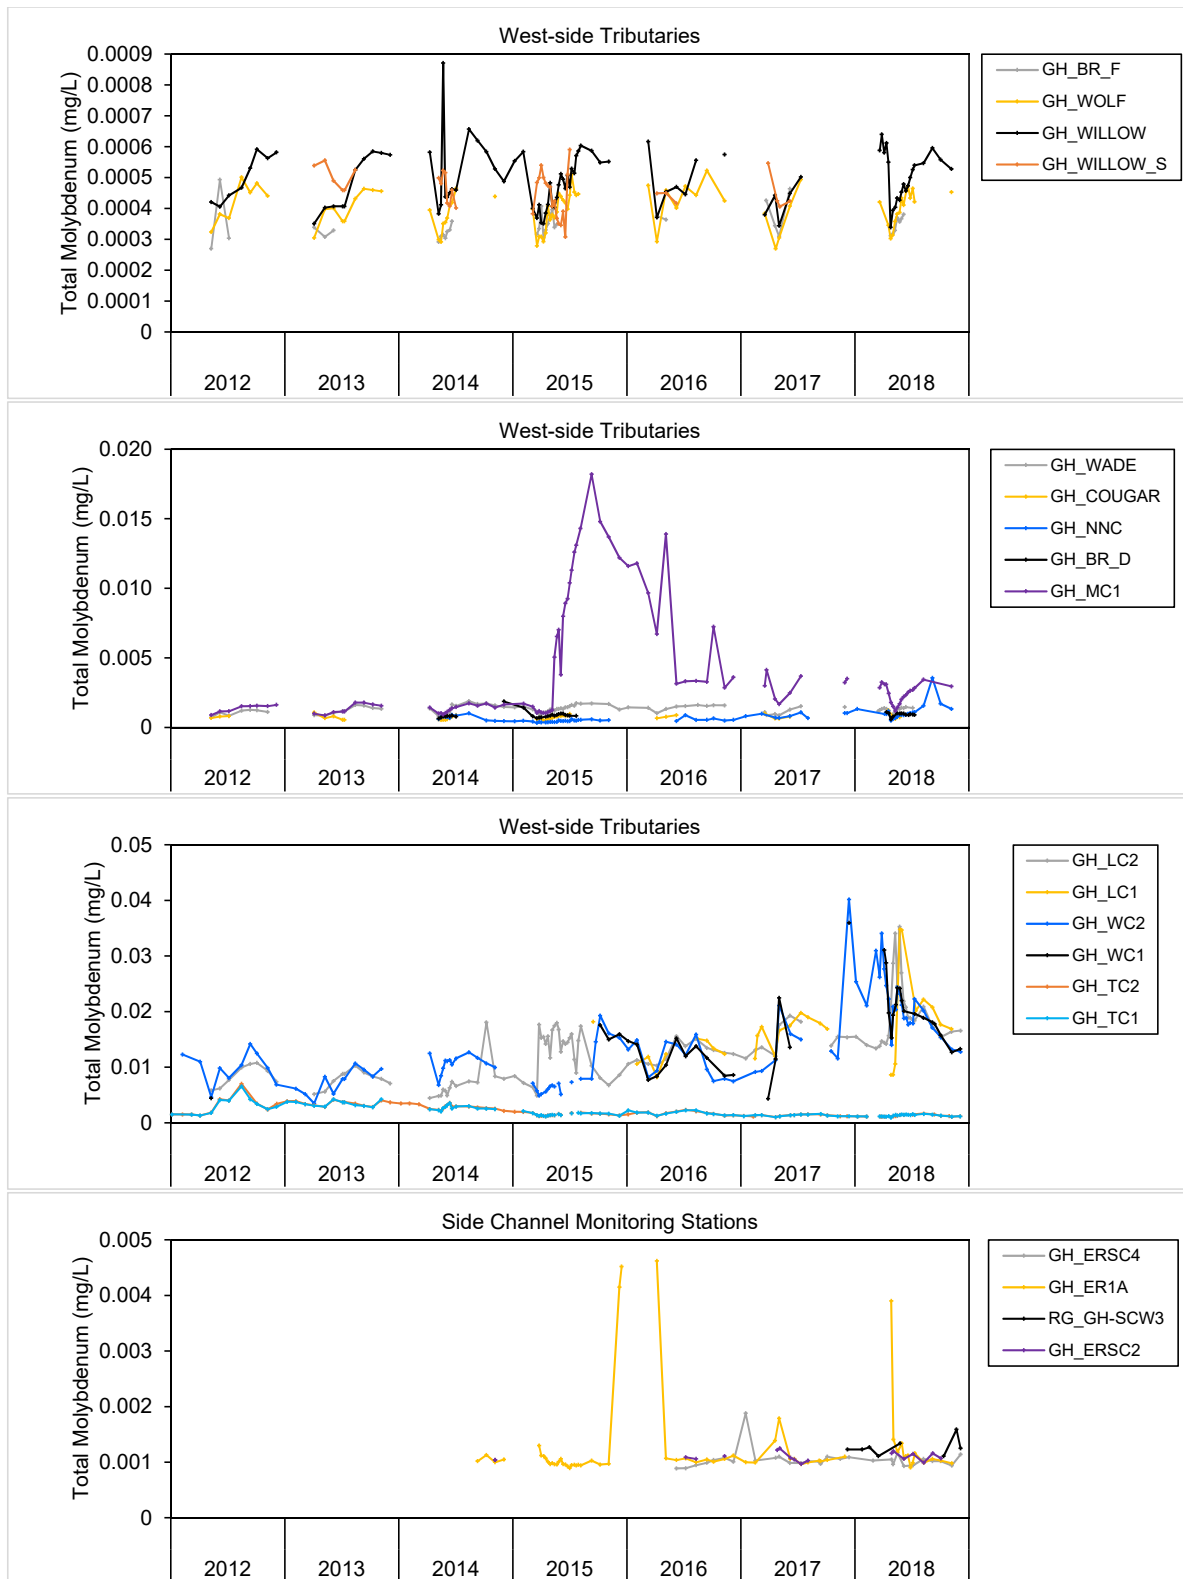 West-side Tributaries
Total Molybdenum (mg/L)
0.0009
0.0008
0.0007
0.0006
0.0005
0.0004
0.0003
0.0002
0.0001
0
2012 2013 2014 2015 2016 2017 2018
GH_BR_F
GH_WOLF
GH_WILLOW
GH_WILLOW_S
West-side Tributaries
Total Molybdenum (mg/L)
0.020
0.015
0.010
0.005
0
2012 2013 2014 2015 2016 2017 2018
GH_WADE
GH_COUGAR
GH_NNC
GH_BR_D
GH_MC1
West-side Tributaries
Total Molybdenum (mg/L)
0.05
0.04
0.03
0.02
0.01
0
2012 2013 2014 2015 2016 2017 2018
GH_LC2
GH_LC1
GH_WC2
GH_WC1
GH_TC2
GH_TC1
Side Channel Monitoring Stations
Total Molybdenum (mg/L)
0.005
0.004
0.003
0.002
0.001
0
2012 2013 2014 2015 2016 2017 2018
GH_ERSC4
GH_ER1A
RG_GH-SCW3
GH_ERSC2